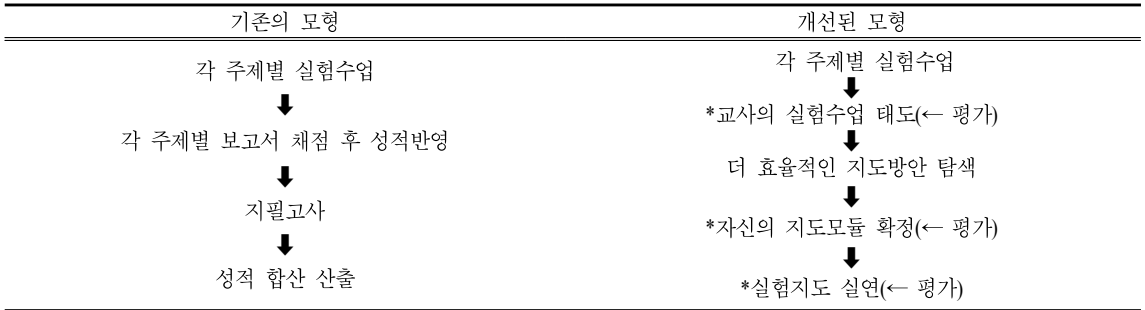 기존의 모형
각 주제별 실험수업
⬇
각 주제별 보고서 채점 후 성적반영
⬇
지필고사
⬇
성적 합산 산출
개선된 모형
각 주제별 실험수업
⬇
*교사의 실험수업 태도(← 평가)
⬇
더 효율적인 지도방안 탐색
⬇
*자신의 지도모듈 확정(← 평가)
⬇
*실험지도 실연(← 평가)